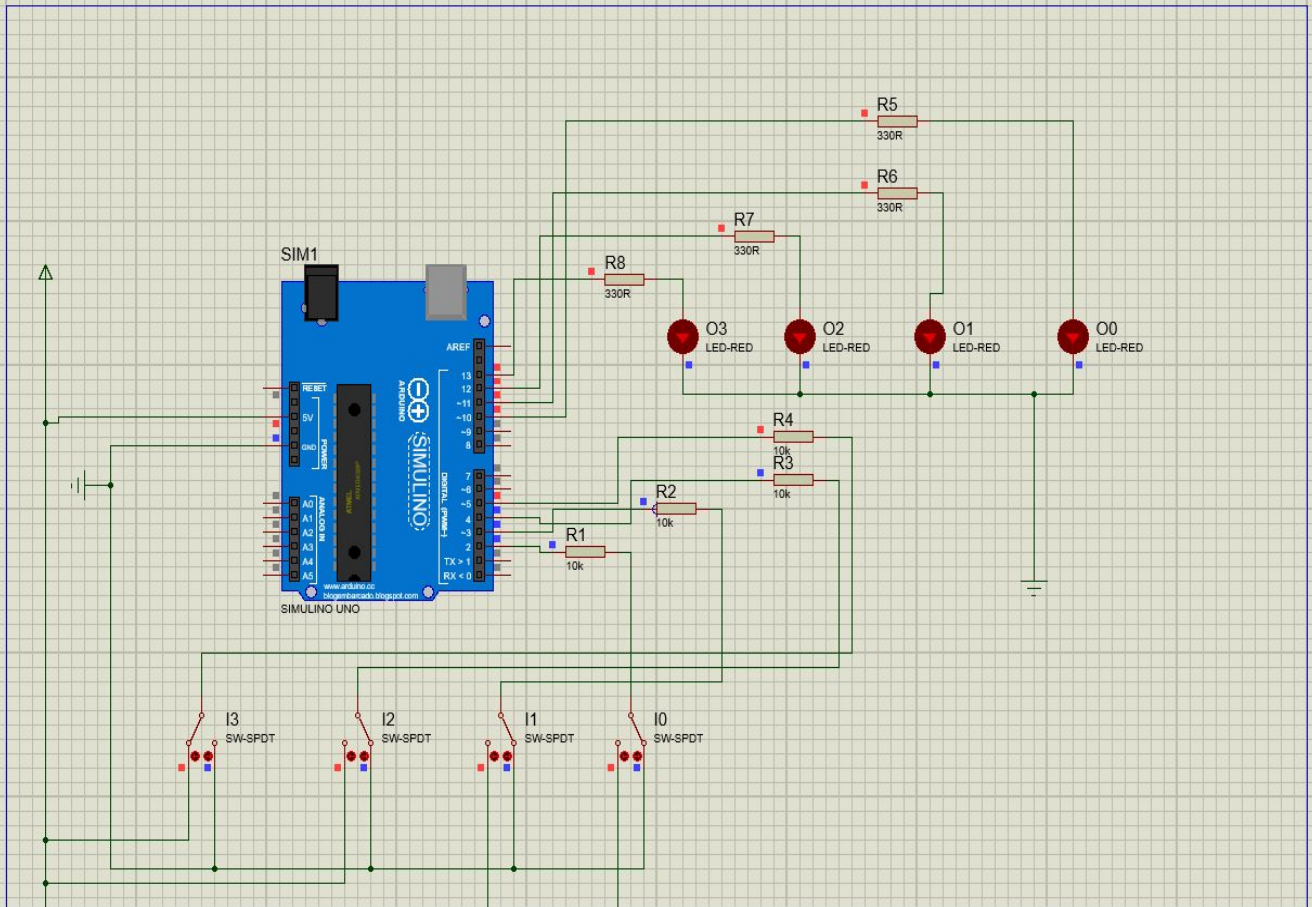 R5
330R
R6
330R
R7
330R
R8
330R
SIM1
O3
LED-RED
O2
LED-RED
O1
LED-RED
O0
LED-RED
AREF
13
12
~11
~10
~9
8
RESET
5V
GND
POWER
ARDUINO
SIMULINO
DIGITAL (PWM~)
7
~6
~5
4
~3
2
TX > 1
RX < 0
A0
A1
A2
A3
A4
A5
ANALOG IN
www.arduino.cc
blogembarcado.blogspot.com
SIMULINO UNO
R4
10k
R3
10k
R2
10k
R1
10k
I3
SW-SPDT
I2
SW-SPDT
I1
SW-SPDT
I0
SW-SPDT